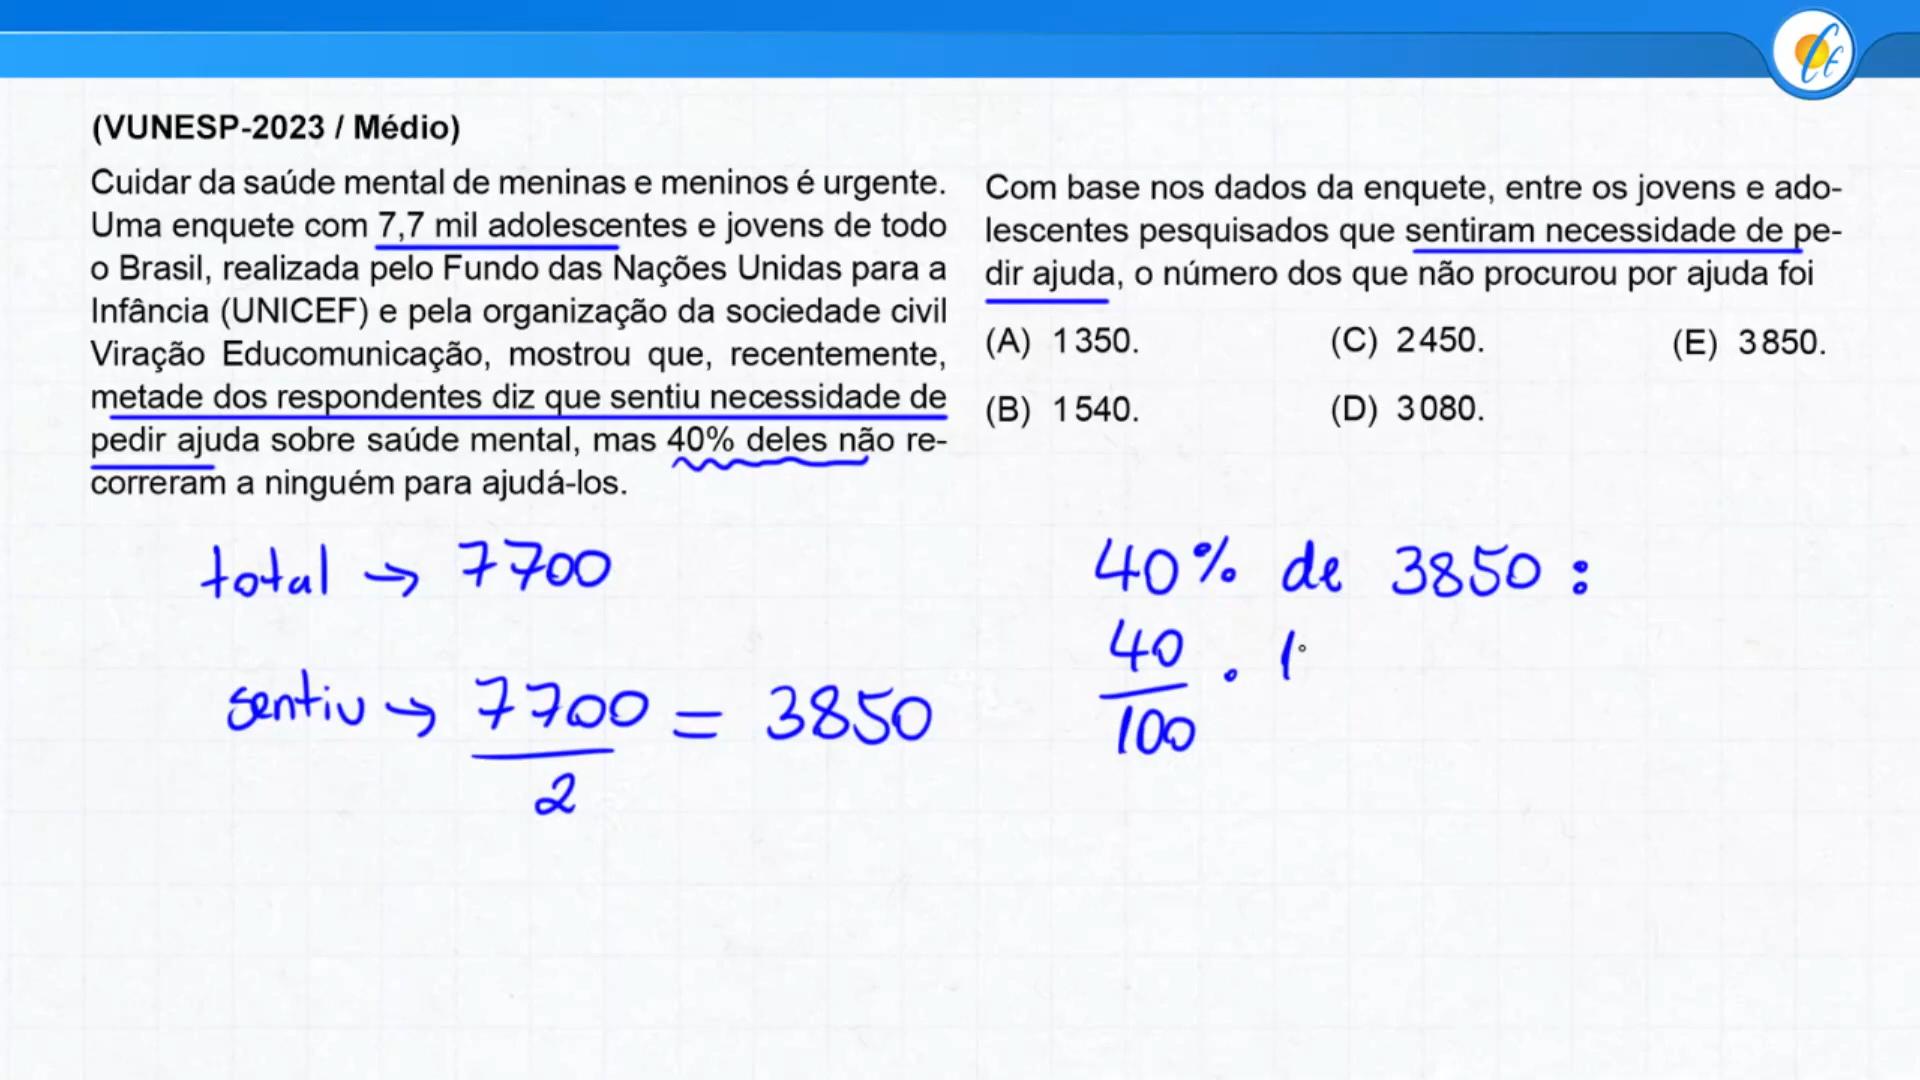 (VUNESP-2023 / Médio)
Cuidar da saúde mental de meninas e meninos é urgente.
Uma enquete com 7,7 mil adolescentes e jovens de todo
o Brasil, realizada pelo Fundo das Nações Unidas para a
Infância (UNICEF) e pela organização da sociedade civil
Viração Educomunicação, mostrou que, recentemente,
metade dos respondentes diz que sentiu necessidade de
pedir ajuda sobre saúde mental, mas 40% deles não re-
correram a ninguém para ajudá-los.
Com base nos dados da enquete, entre os jovens e ado-
lescentes pesquisados que sentiram necessidade de pe-
dir ajuda, o número dos que não procurou por ajuda foi
(A) 1350.
(B) 1540.
(C) 2450.
(D) 3080.
(E) 3850.
total → 7700
sentiu → 7700 = 3850
2
40% de 3850 :
40 .
100